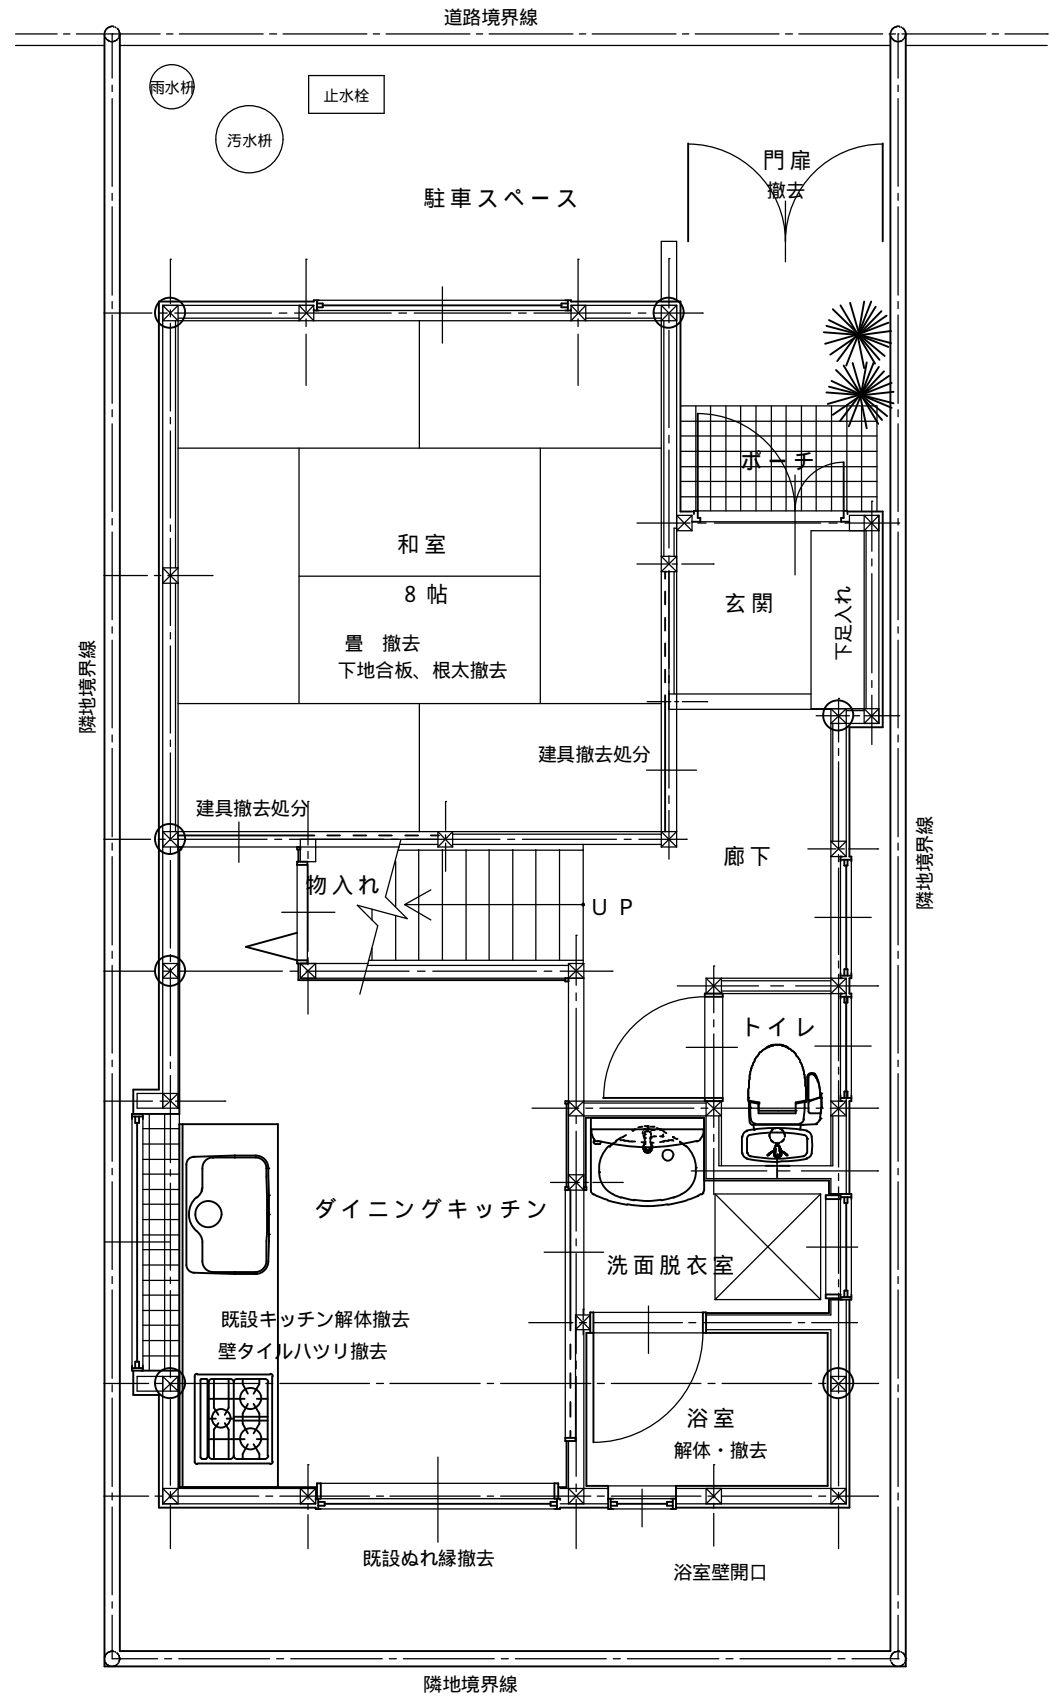 道路境界線
雨水枡
止水栓
汚水枡
門扉
撤去
駐車スペース
ポーチ
和室
8 帖
畳　撤去
下地合板、根太撤去
玄関
下足入れ
隣地境界線
建具撤去処分
建具撤去処分
廊下
隣地境界線
物入れ
UP
トイレ
ダイニングキッチン
洗面脱衣室
既設キッチン解体撤去
壁タイルハツリ撤去
浴室
解体・撤去
既設ぬれ縁撤去
浴室壁開口
隣地境界線